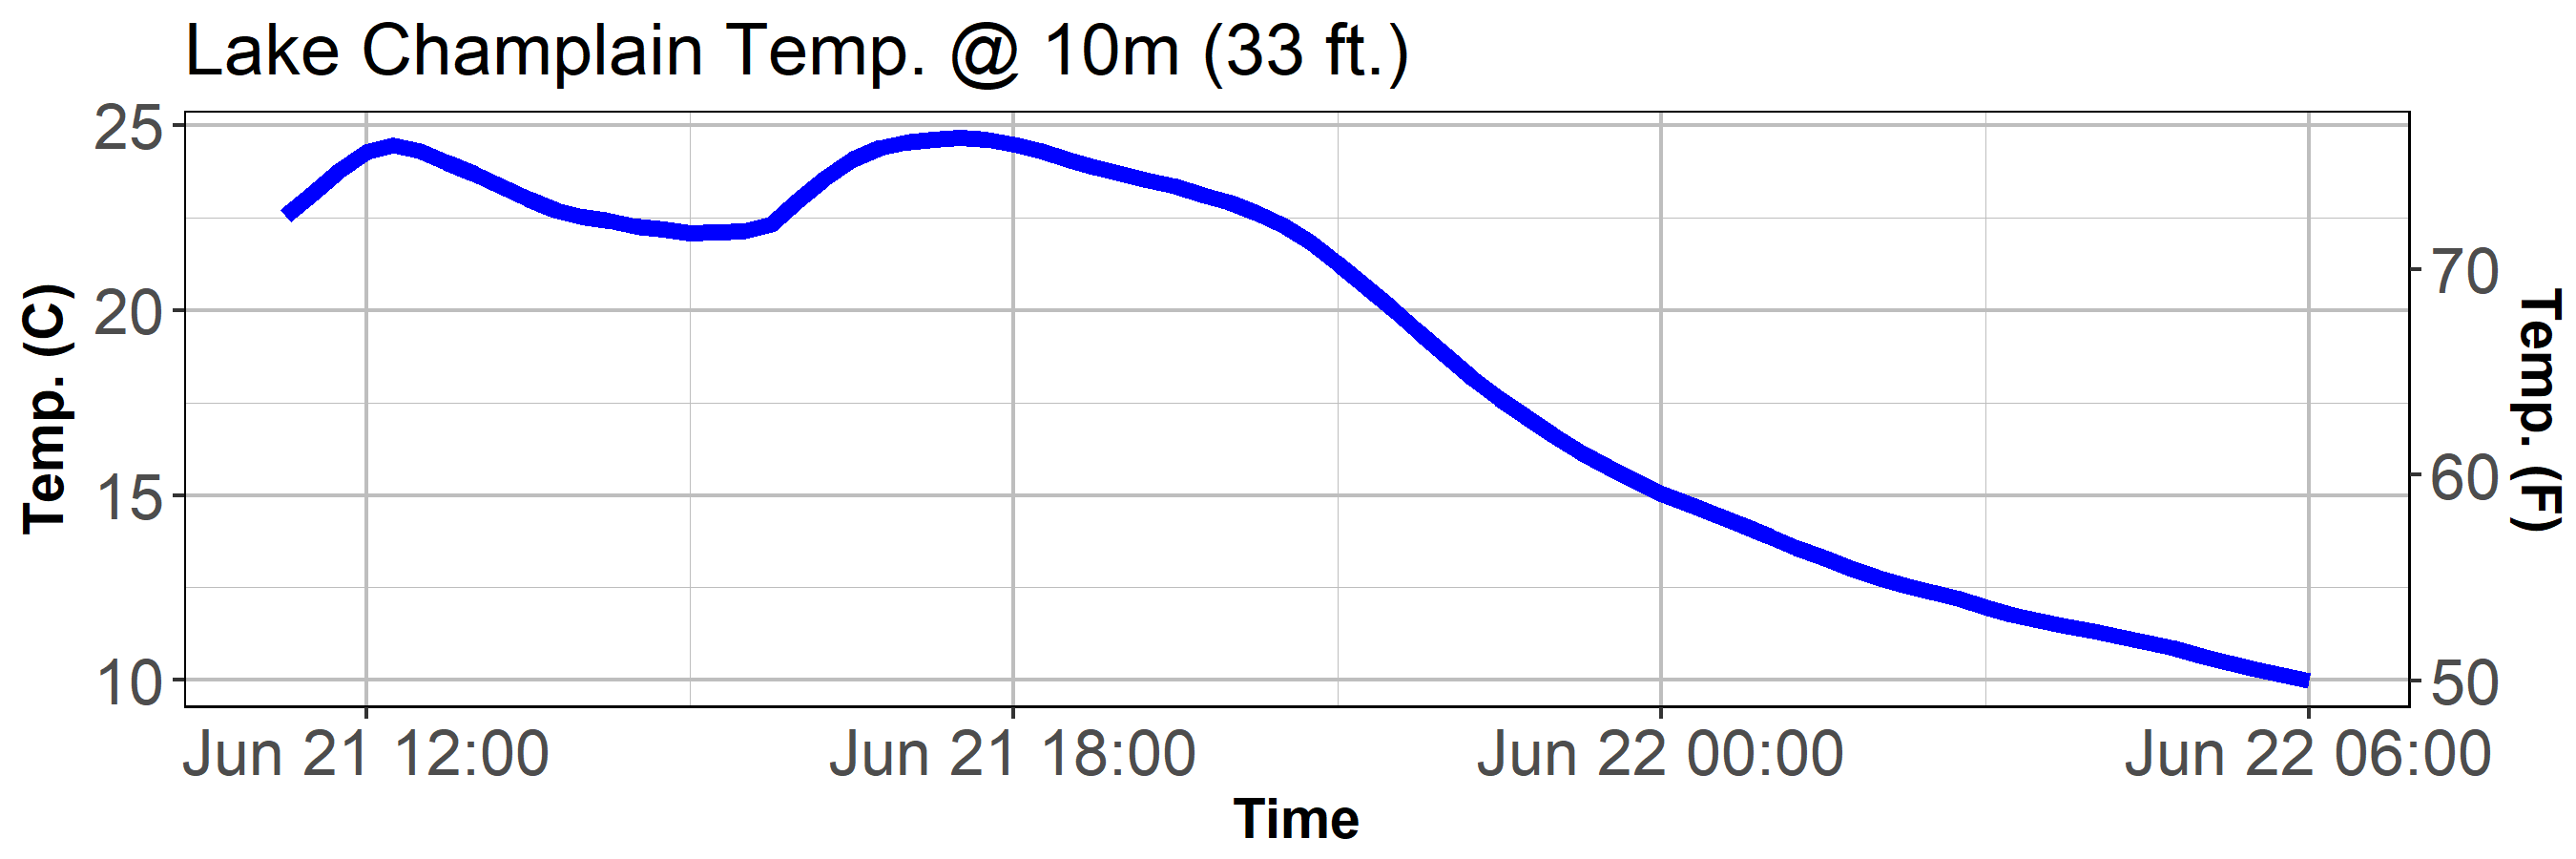 Lake Champlain Temp. @ 10m (33 ft.)
Temp. (C)
25
20
15
10
70
60
50
Temp. (F)
Jun 21 12:00
Jun 21 18:00
Jun 22 00:00
Jun 22 06:00
Time